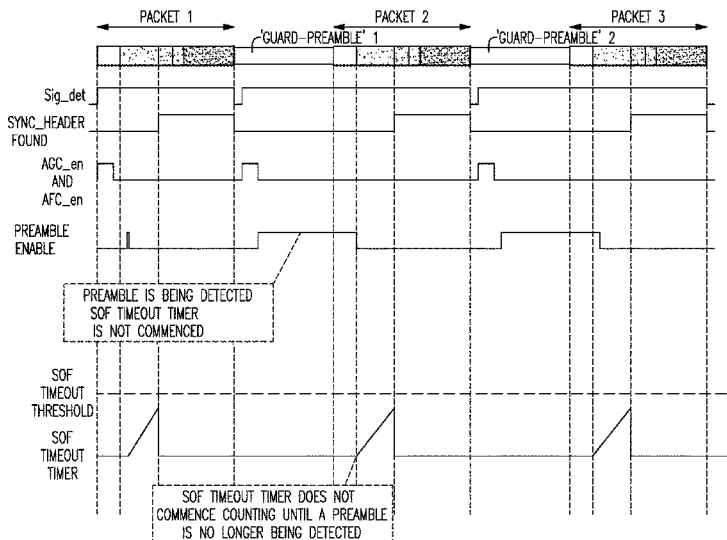 PACKET 1
PACKET 2
PACKET 3
'GUARD-PREAMBLE' 1
'GUARD-PREAMBLE' 2
Sig_det
SYNC_HEADER
FOUND
AGC_en
AND
AFC_en
PREAMBLE
ENABLE
PREAMBLE IS BEING DETECTED
SOF TIMEOUT TIMER
IS NOT COMMENCED
SOF
TIMEOUT
THRESHOLD
SOF
TIMEOUT
TIMER
SOF TIMEOUT TIMER DOES NOT
COMMENCE COUNTING UNTIL A PREAMBLE
IS NO LONGER BEING DETECTED